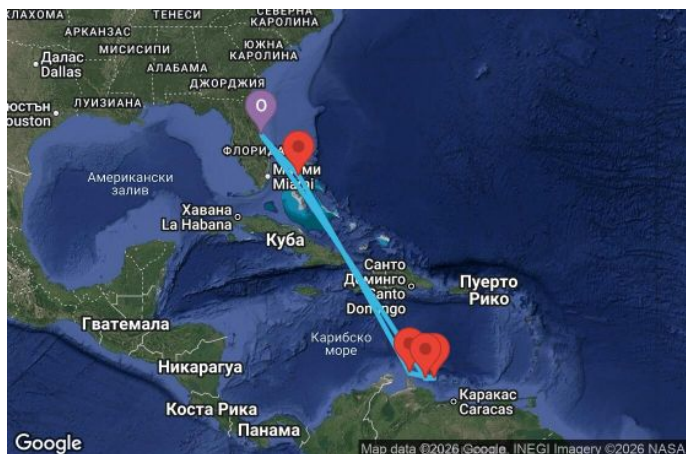 КЛАХОМА
ТЕНЕСИ
СЕВЕРНА
КАРОЛИНА
АРКАНЗАС
Далас
Dallas
МИСИСИПИ
ЮЖНА
КАРОЛИНА
АЛАБАМА
ДЖОРДЖИЯ
ЛУИЗИАНА
юстън
ouston
O
ФЛОРИДА
Miami
Американски
залив
Хавана
La Habana
Куба
Санто
Доминго
Santo
Domingo
Пуерто
Рико
Гватемала
Карибско
море
Никарагуа
Каракас
Caracas
Коста Рика
Панама
Google
Map data ©2026 Google, INEGI Imagery ©2026 NASA